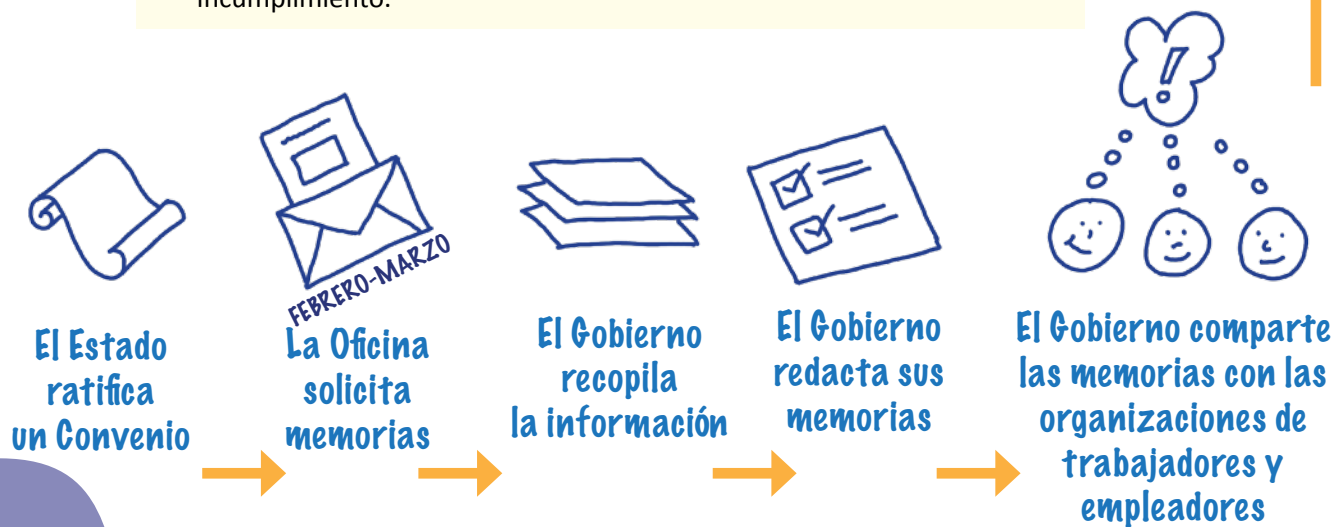 incumplimiento.
FEBRERO-MARZO
El Estado
ratifica
un Convenio
La Oficina
solicita
memorias
El Gobierno
recopila
la información
El Gobierno
redacta sus
memorias
El Gobierno comparte
las memorias con las
organizaciones de
trabajadores y
empleadores